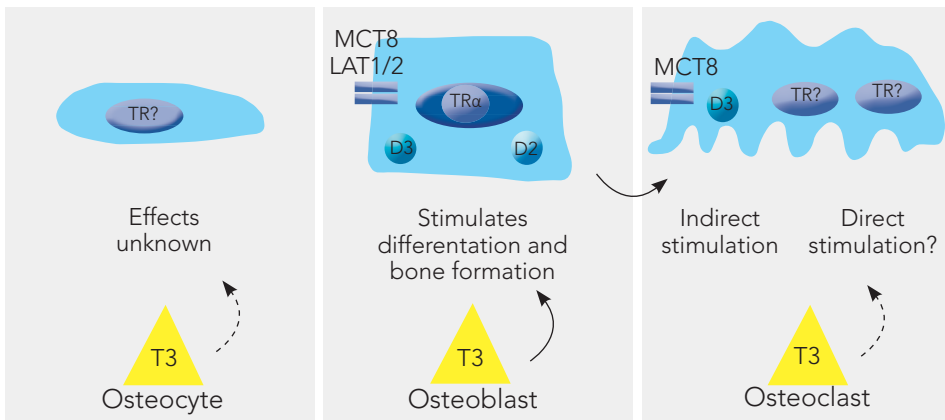 TR?
Effects
unknown
T3
Osteocyte
MCT8
LAT1/2
TRα
D3
D2
Stimulates
differentation and
bone formation
T3
Osteoblast
MCT8
D3
TR?
TR?
Indirect
stimulation
Direct
stimulation?
T3
Osteoclast